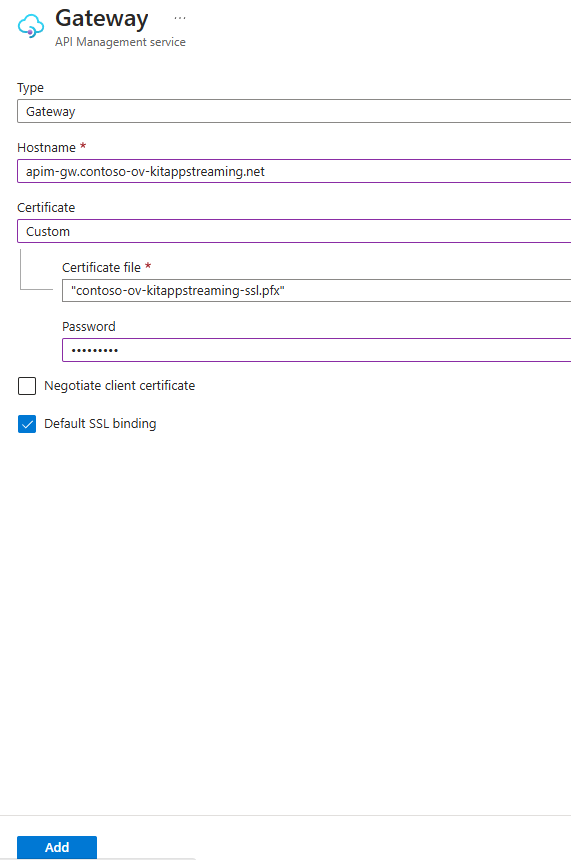 Gateway ...
API Management service
Type
Gateway
Hostname *
apim-gw.contoso-ov-kitappstreaming.net
Certificate
Custom
Certificate file *
"contoso-ov-kitappstreaming-ssl.pfx"
Password
•••••••••
Negotiate client certificate
Default SSL binding
Add